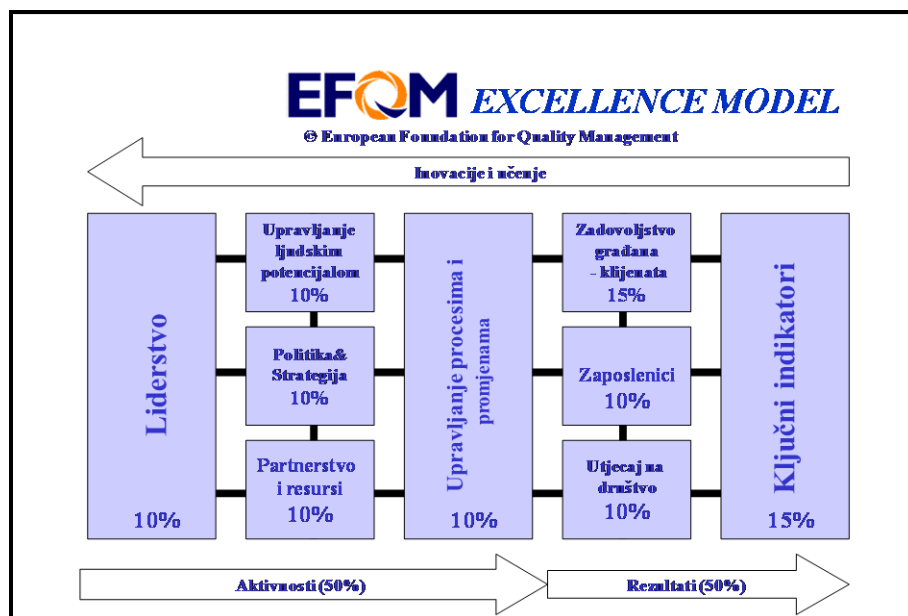 EFQM EXCELLENCE MODEL
© European Foundation for Quality Management
Inovacije i učenje
Liderstvo
10%
Upravljanje
ljudskim
potencijalom
10%
Politika&
Strategija
10%
Partnerstvo
i resursi
10%
Upravljanje procesima i
promjenama
10%
Zadovoljstvo
građana
- klijenata
15%
Zaposlenici
10%
Utjecaj na
društvo
10%
Ključni indikatori
15%
Aktivnosti (50%)
Rezultati (50%)